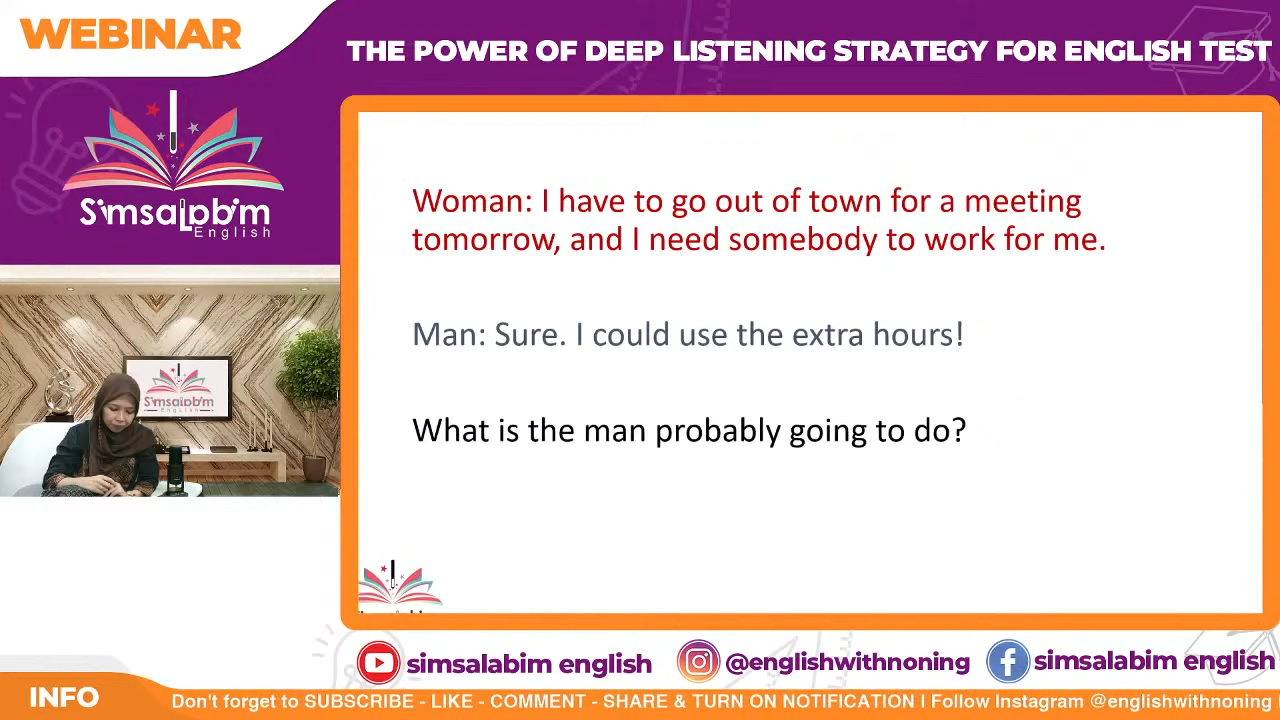 WEBINAR
THE POWER OF DEEP LISTENING STRATEGY FOR ENGLISH TEST
Simsalabim
English
Woman: I have to go out of town for a meeting
tomorrow, and I need somebody to work for me.
Man: Sure. I could use the extra hours!
What is the man probably going to do?
Simsalabim
English
simsalabim english
@englishwithnoning
simsalabim english
INFO
Don't forget to SUBSCRIBE - LIKE - COMMENT - SHARE & TURN ON NOTIFICATION I Follow Instagram @englishwithnoning